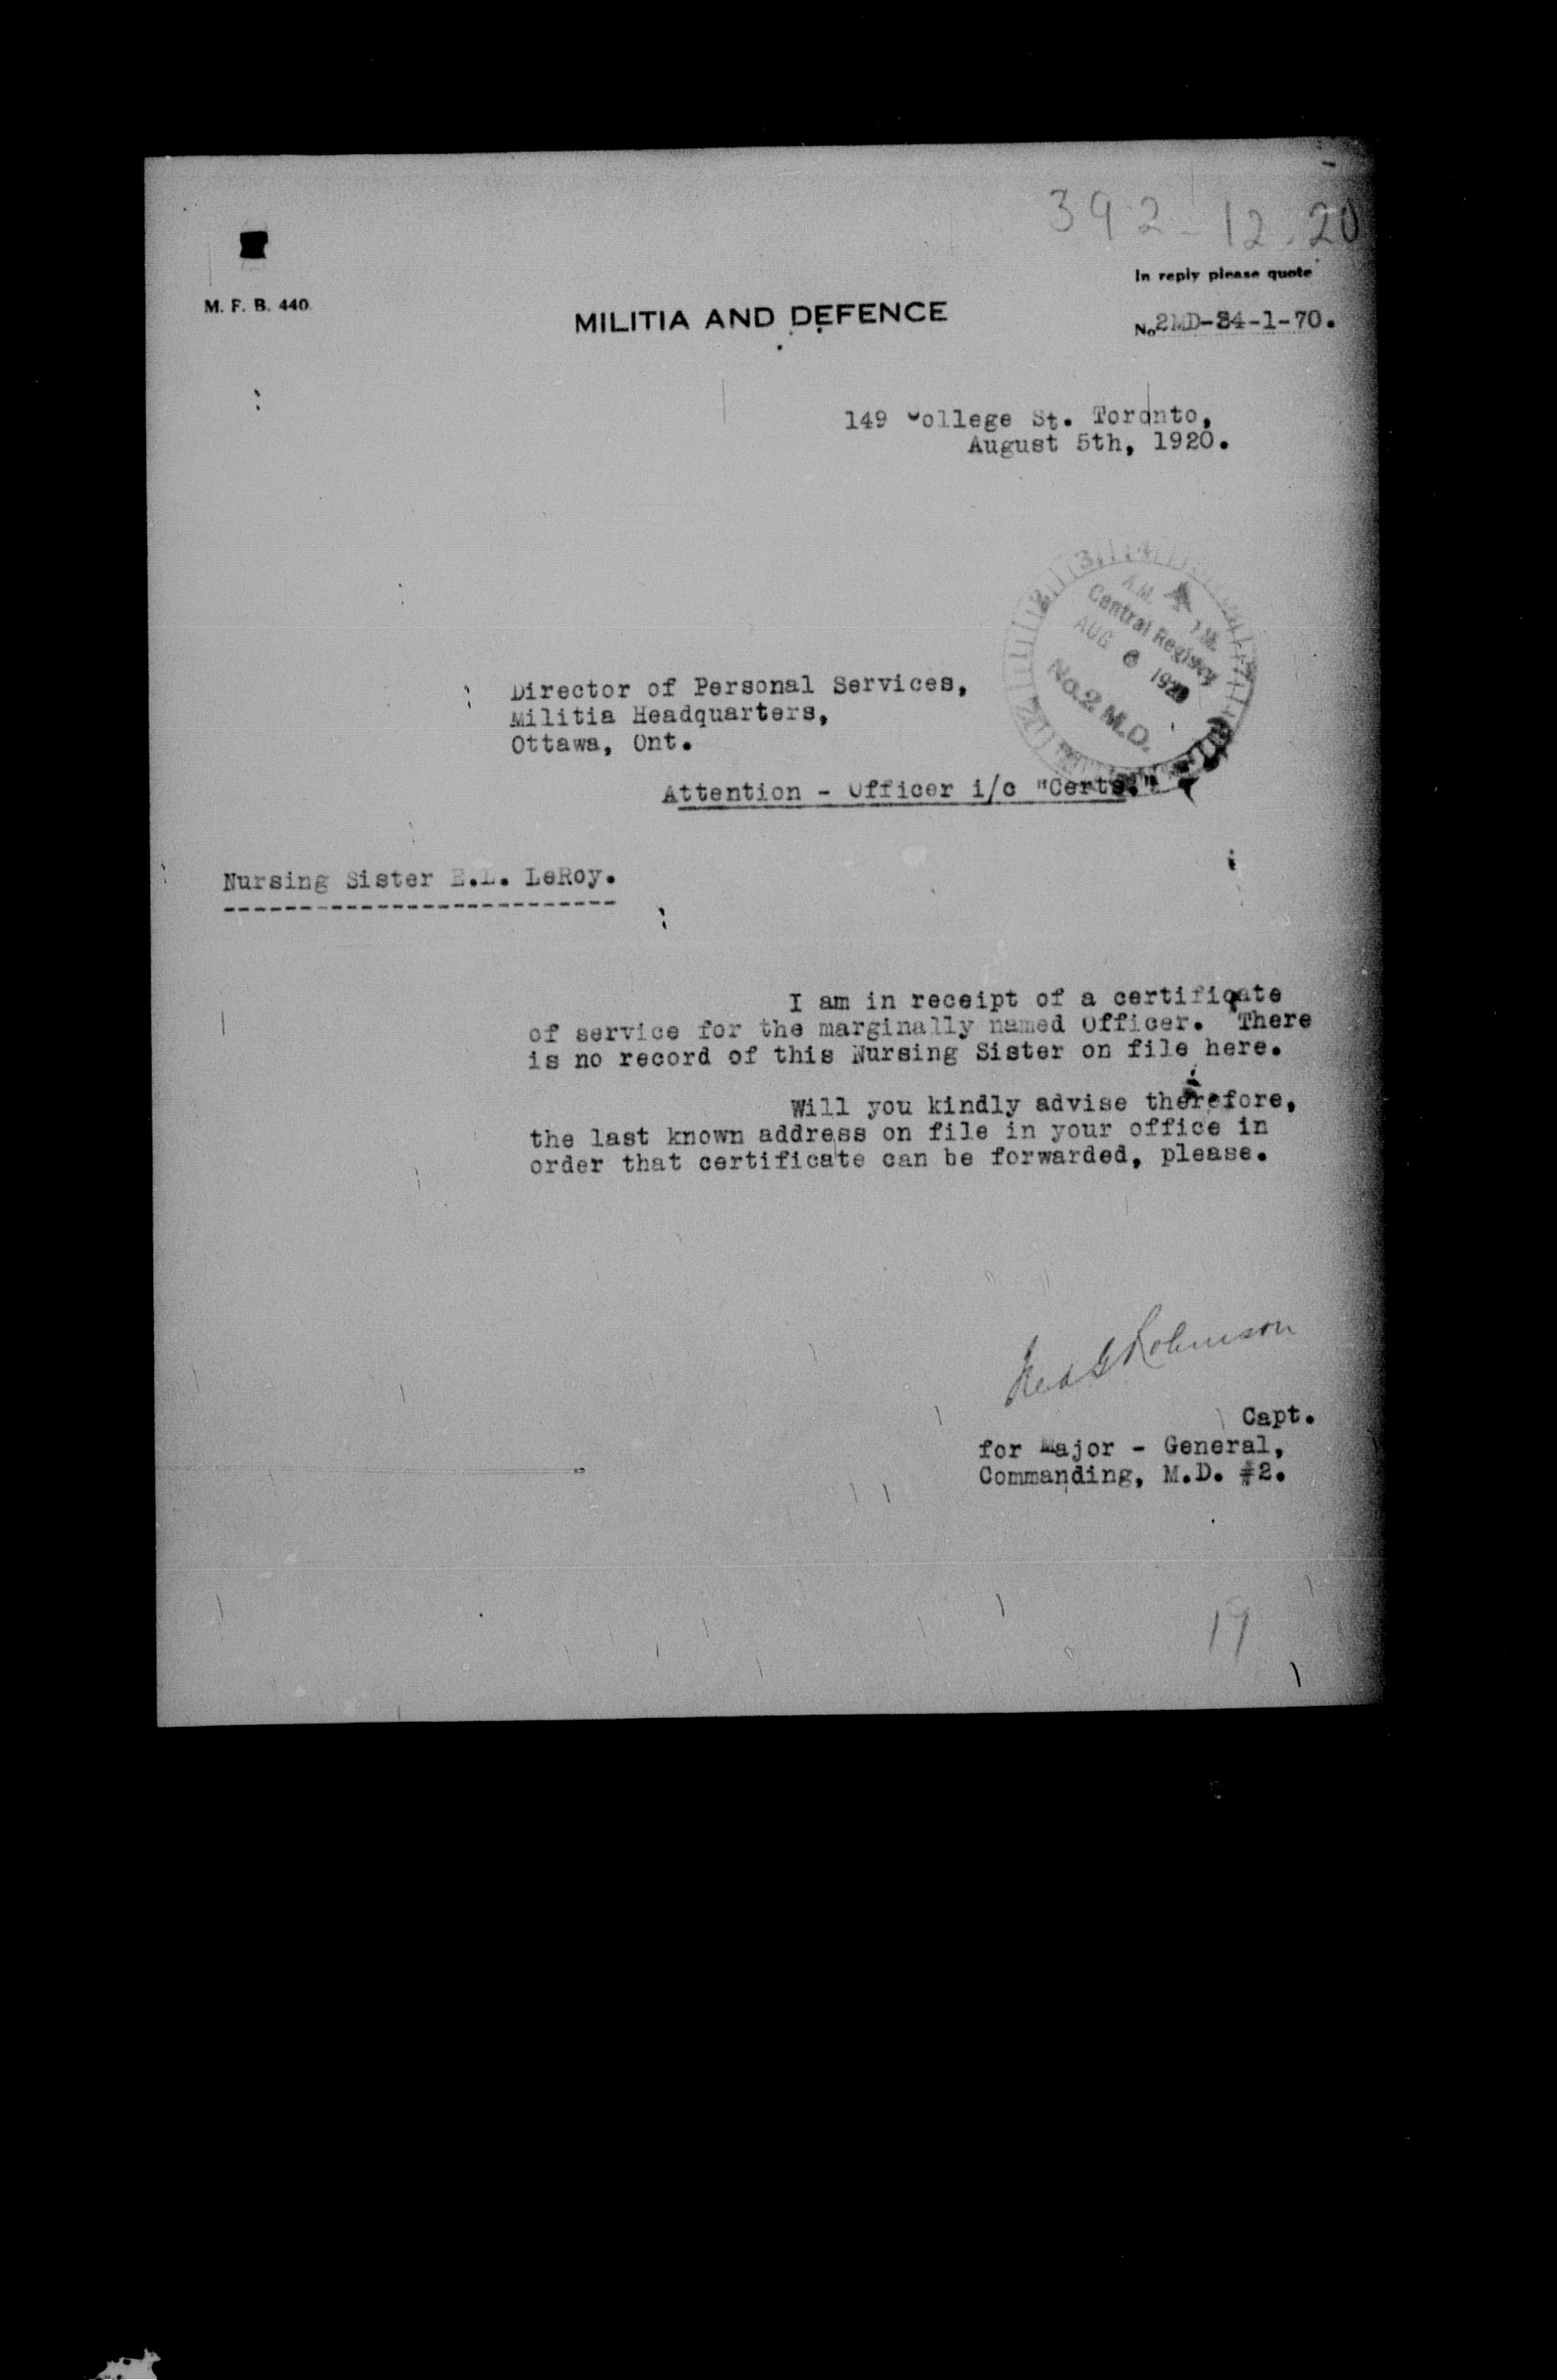 392-12-20
In reply please quote
M. F. B. 440
MILITIA AND DEFENCE
No 2MD-34-1-70.
149 College St. Toronto,
August 5th, 1920.
A.M. 4 P.M.
Central Registry
AUG 6 1920
No. 2 M.D.
Director of Personal Services,
Militia Headquarters,
Ottawa, Ont.
Attention - Officer i/c "Certs."
Nursing Sister E.L. LeRoy.
I am in receipt of a certificate
of service for the marginally named Officer. There
is no record of this Nursing Sister on file here.
Will you kindly advise therefore,
the last known address on file in your office in
order that certificate can be forwarded, please.
Robinson
Capt.
for Major - General,
Commanding, M.D. #2.
19